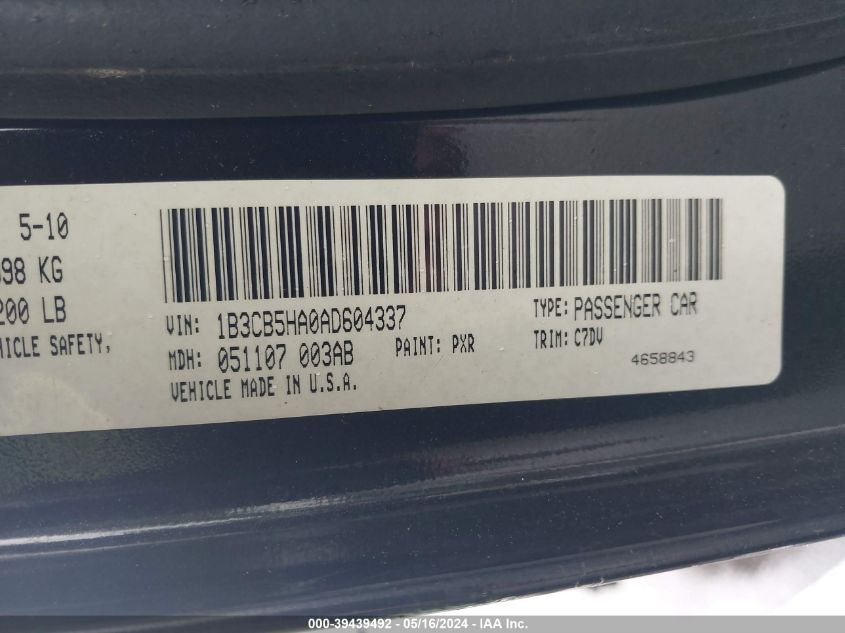 5-10
98 KG
200 LB
HICLE SAFETY,
VIN: 1B3CB5HA0AD604337
TYPE: PASSENGER CAR
MDH: 051107 003AB
PAINT: PXR
TRIM: C7DV
VEHICLE MADE IN U.S.A.
4658843
000-39439492 - 05/16/2024 - IAA Inc.